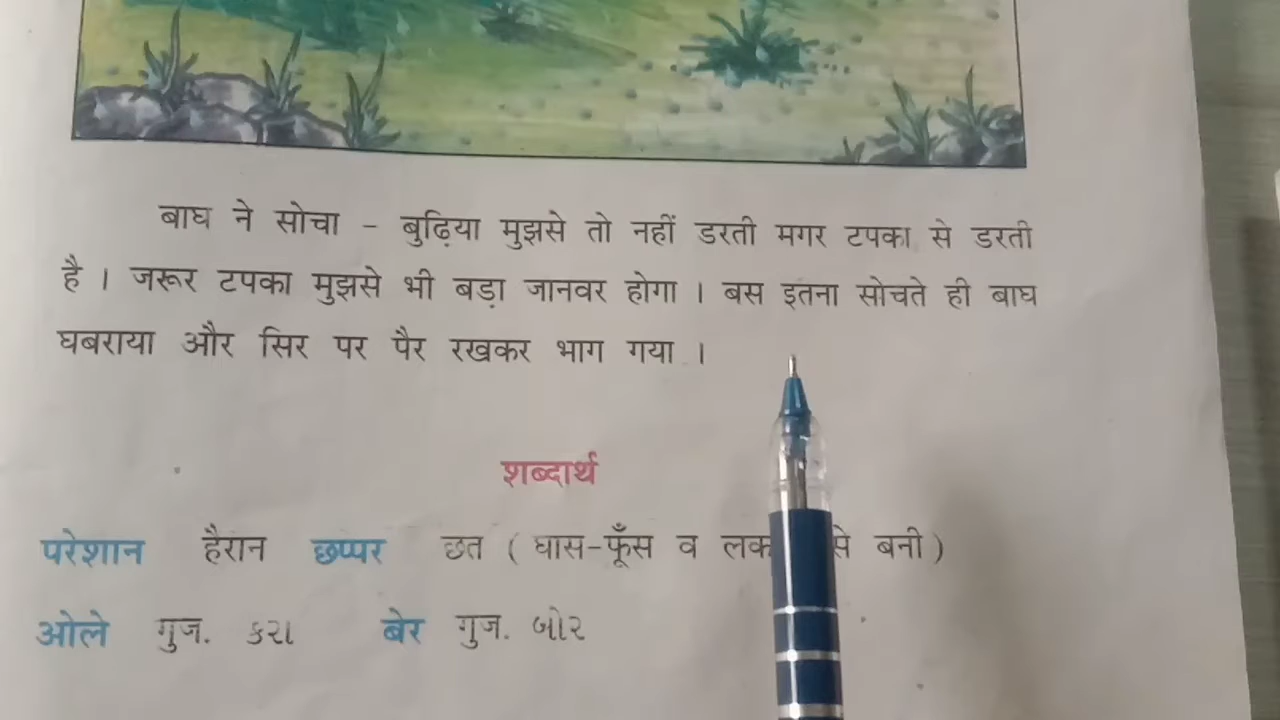 बाघ ने सोचा - बुढ़िया मुझसे तो नहीं डरती मगर टपका से डरती
है । जरूर टपका मुझसे भी बड़ा जानवर होगा । बस इतना सोचते ही बाघ
घबराया और सिर पर पैर रखकर भाग गया ।
शब्दार्थ
परेशान हैरान छप्पर छत ( घास-फूँस व लक से बनी )
ओले गुज. કરા बेर गुज. બોર